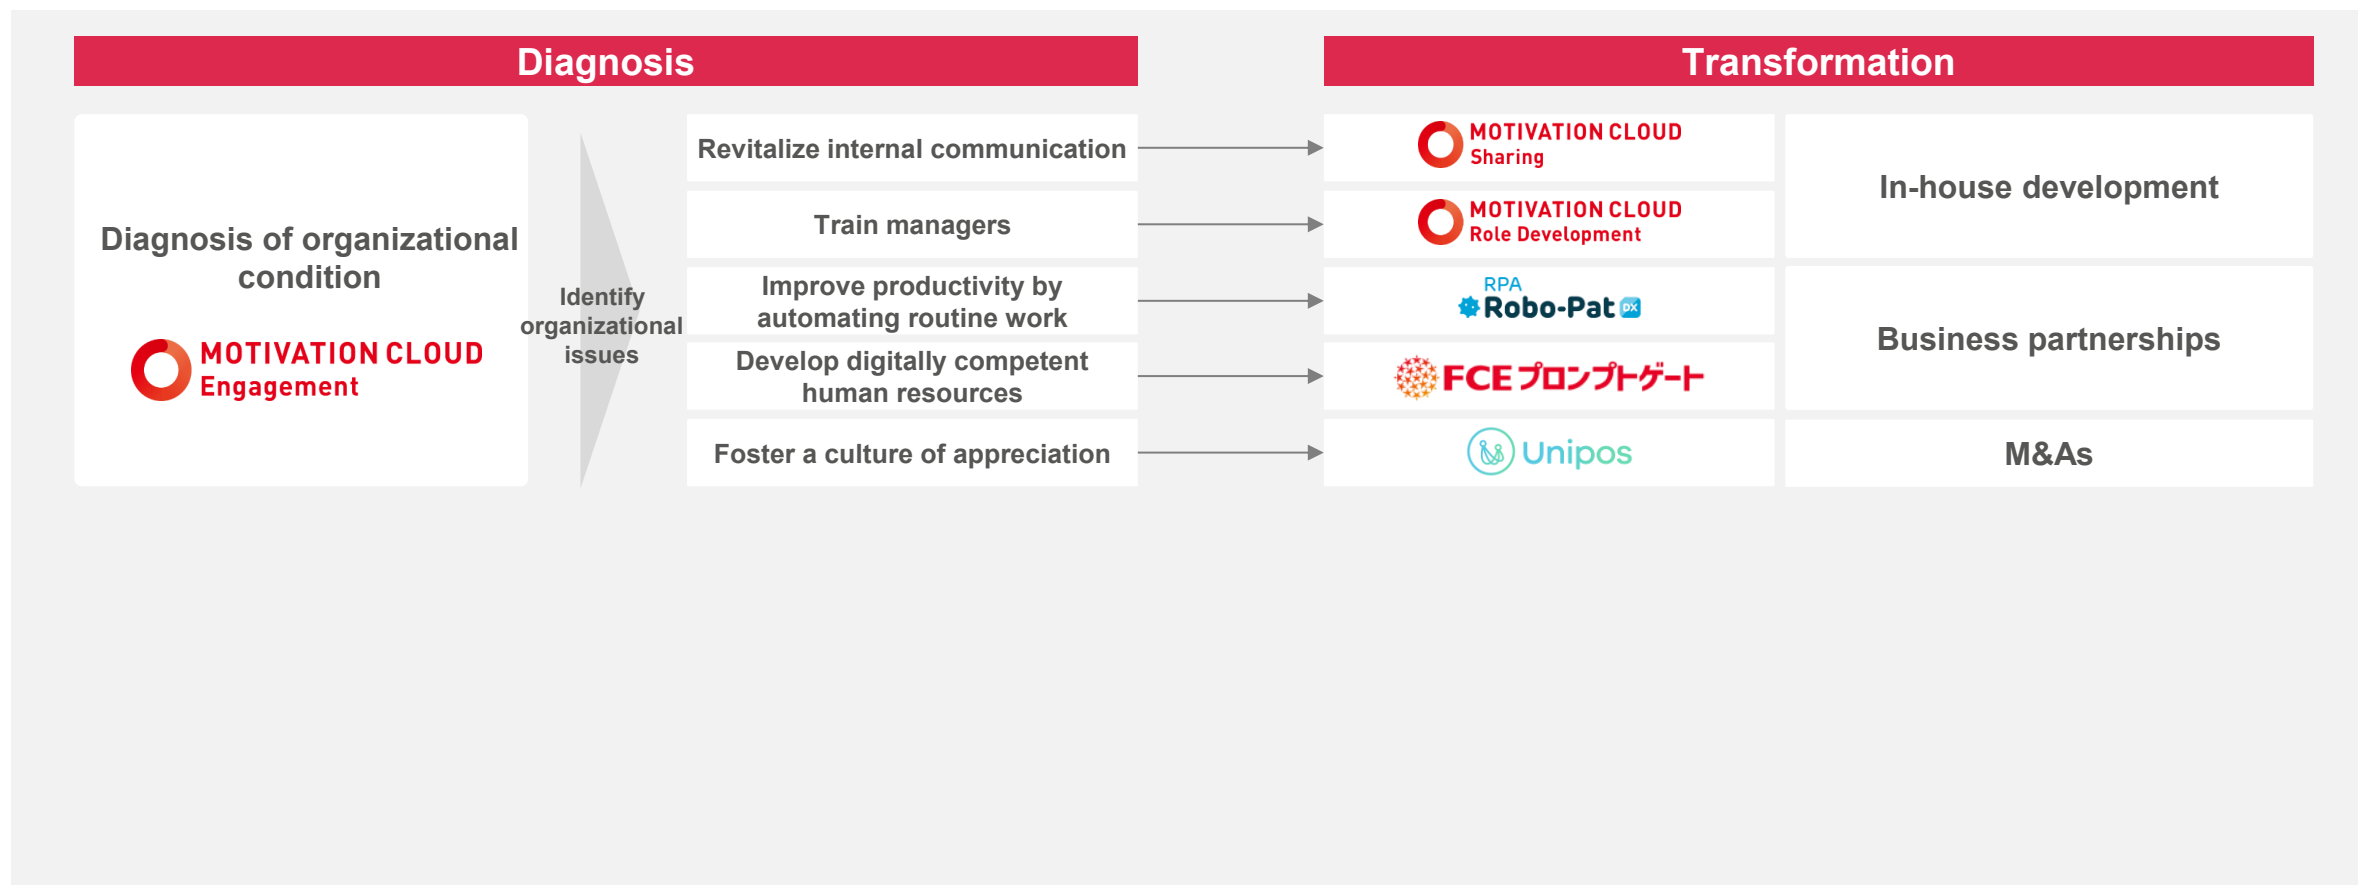 Diagnosis
Transformation
Diagnosis of organizational
condition
MOTIVATION CLOUD
Engagement
Identify
organizational
issues
Revitalize internal communication
Train managers
Improve productivity by
automating routine work
Develop digitally competent
human resources
Foster a culture of appreciation
MOTIVATION CLOUD
Sharing
MOTIVATION CLOUD
Role Development
RPA
Robo-Pat DX
FCEプロンプトゲート
Unipos
In-house development
Business partnerships
M&As